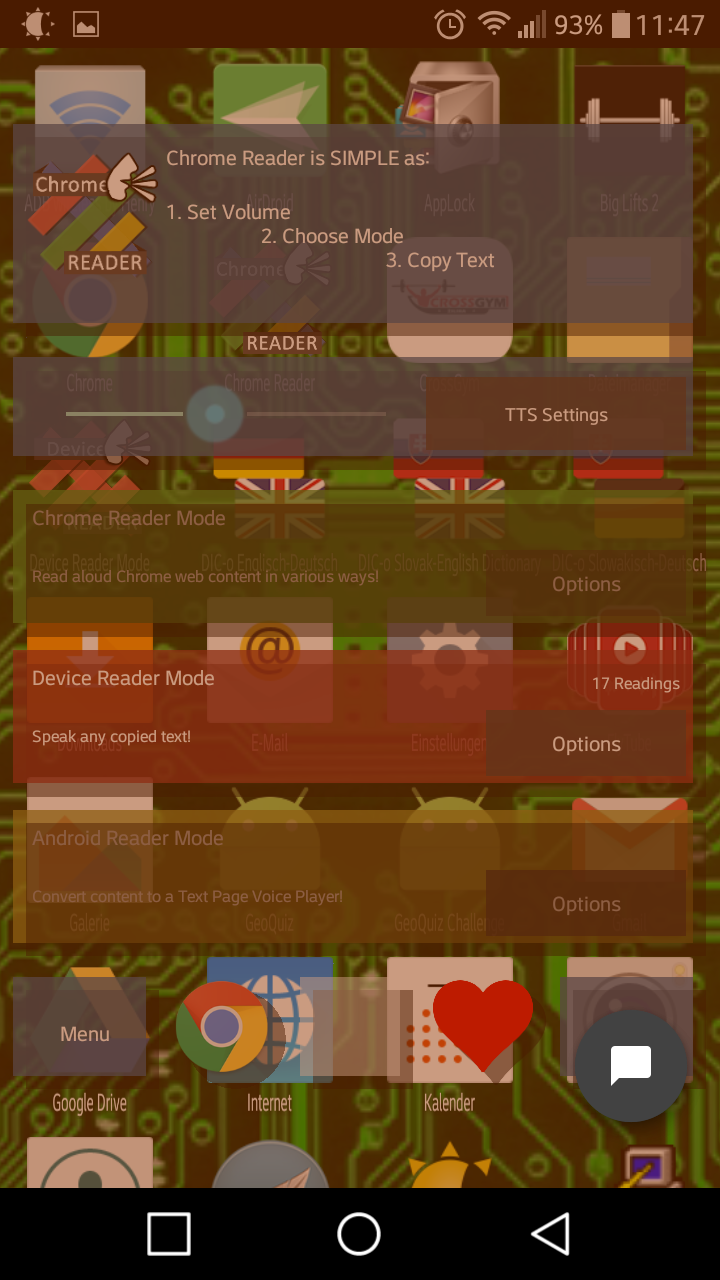 93% 11:47
Chrome Reader is SIMPLE as:
Chrome
READER
1. Set Volume
2. Choose Mode
3. Copy Text
AppLock
Big Lifts 2
Chrome
READER
CROSSGYM
Chrome
Chrome Reader
TTS Settings
Device
READER
Chrome Reader Mode
Device Reader Mode
DIC-o Englisch-Deutsch
DIC-o Slovak-English Dictionary
DIC-o Slowakisch-Deutsch
Read aloud Chrome web content in various ways!
Options
@
Device Reader Mode
17 Readings
Speak any copied text!
Downloads
E-Mail
Einstellungen
Options
Android Reader Mode
Convert content to a Text Page Voice Player!
Options
Galerie
GeoQuiz
GeoQuiz Challe
Menu
Google Drive
Internet
Kalender